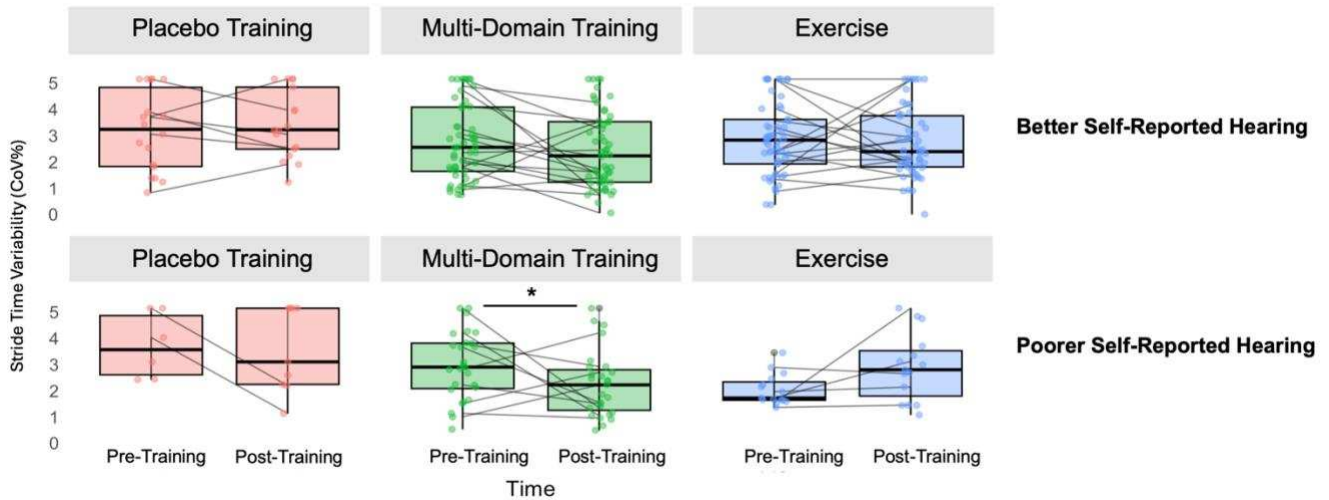 Placebo Training
Multi-Domain Training
Exercise
5
4
3
2
1
0
Better Self-Reported Hearing
Stride Time Variability (CoV%)
Placebo Training
Multi-Domain Training
Exercise
5
4
3
2
1
0
*
Poorer Self-Reported Hearing
Pre-Training
Post-Training
Pre-Training
Post-Training
Pre-Training
Post-Training
Time